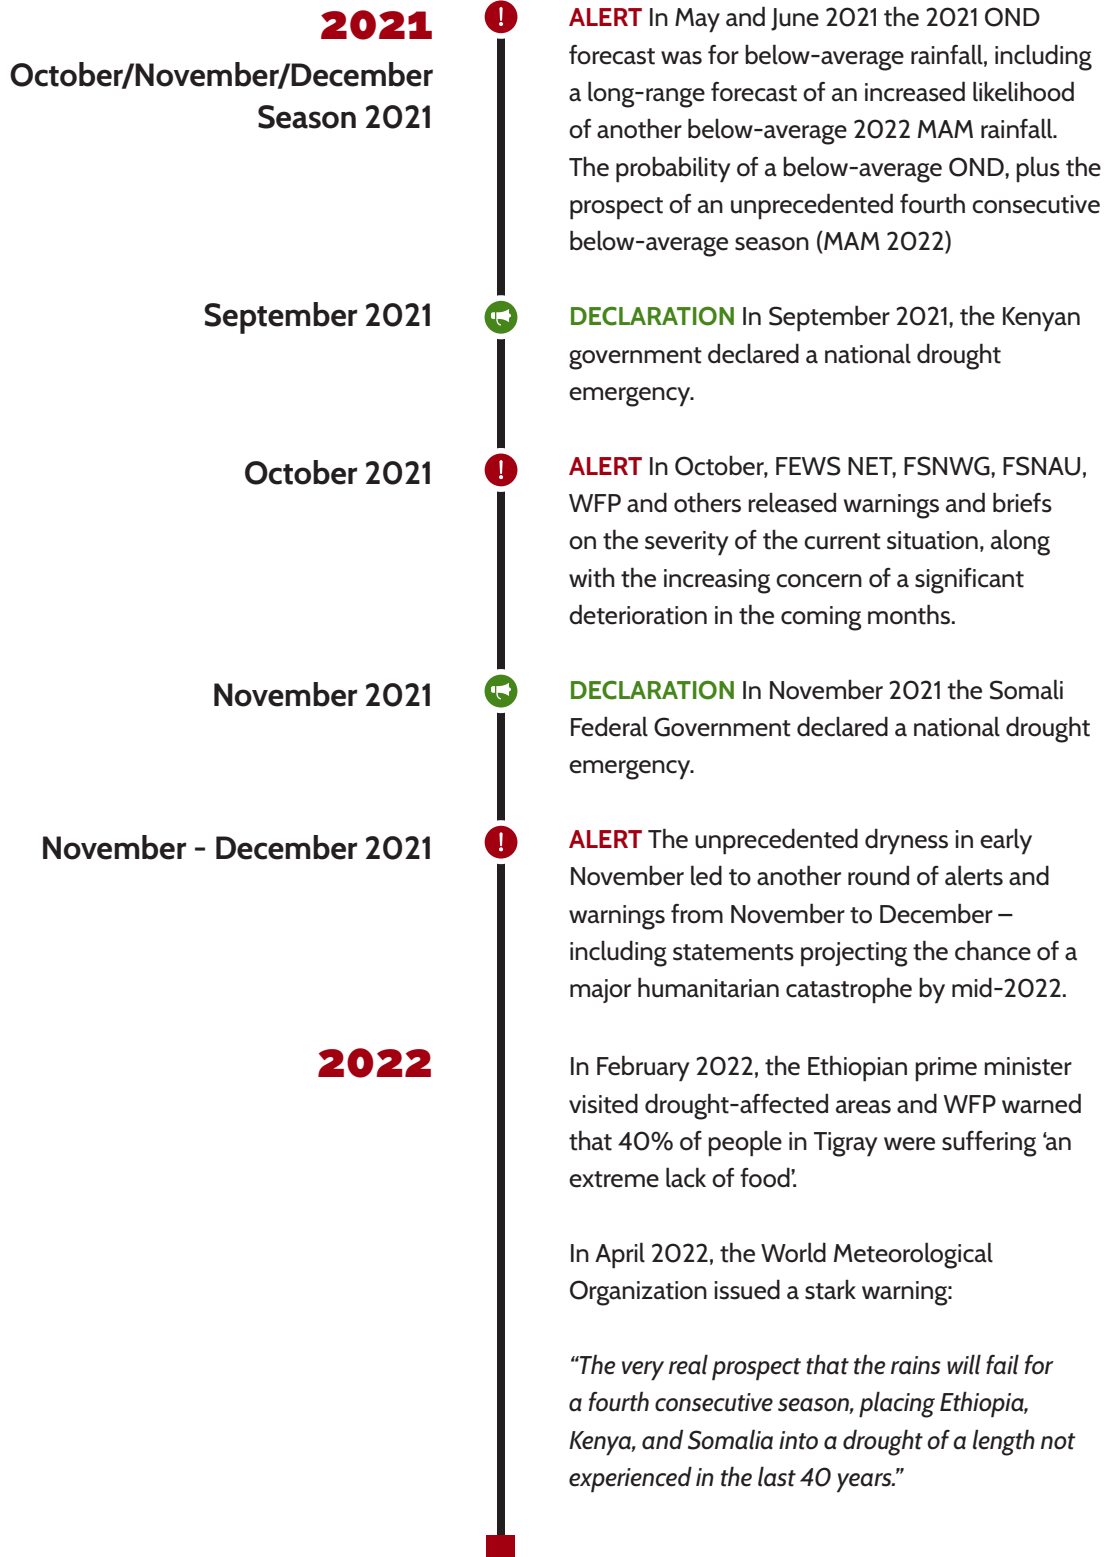 2021
October/November/December
Season 2021
ALERT In May and June 2021 the 2021 OND
forecast was for below-average rainfall, including
a long-range forecast of an increased likelihood
of another below-average 2022 MAM rainfall.
The probability of a below-average OND, plus the
prospect of an unprecedented fourth consecutive
below-average season (MAM 2022)
September 2021
DECLARATION In September 2021, the Kenyan
government declared a national drought
emergency.
October 2021
ALERT In October, FEWS NET, FSNWG, FSNAU,
WFP and others released warnings and briefs
on the severity of the current situation, along
with the increasing concern of a significant
deterioration in the coming months.
November 2021
DECLARATION In November 2021 the Somali
Federal Government declared a national drought
emergency.
November - December 2021
ALERT The unprecedented dryness in early
November led to another round of alerts and
warnings from November to December –
including statements projecting the chance of a
major humanitarian catastrophe by mid-2022.
2022
In February 2022, the Ethiopian prime minister
visited drought-affected areas and WFP warned
that 40% of people in Tigray were suffering ‘an
extreme lack of food’.
In April 2022, the World Meteorological
Organization issued a stark warning:
“The very real prospect that the rains will fail for
a fourth consecutive season, placing Ethiopia,
Kenya, and Somalia into a drought of a length not
experienced in the last 40 years.”